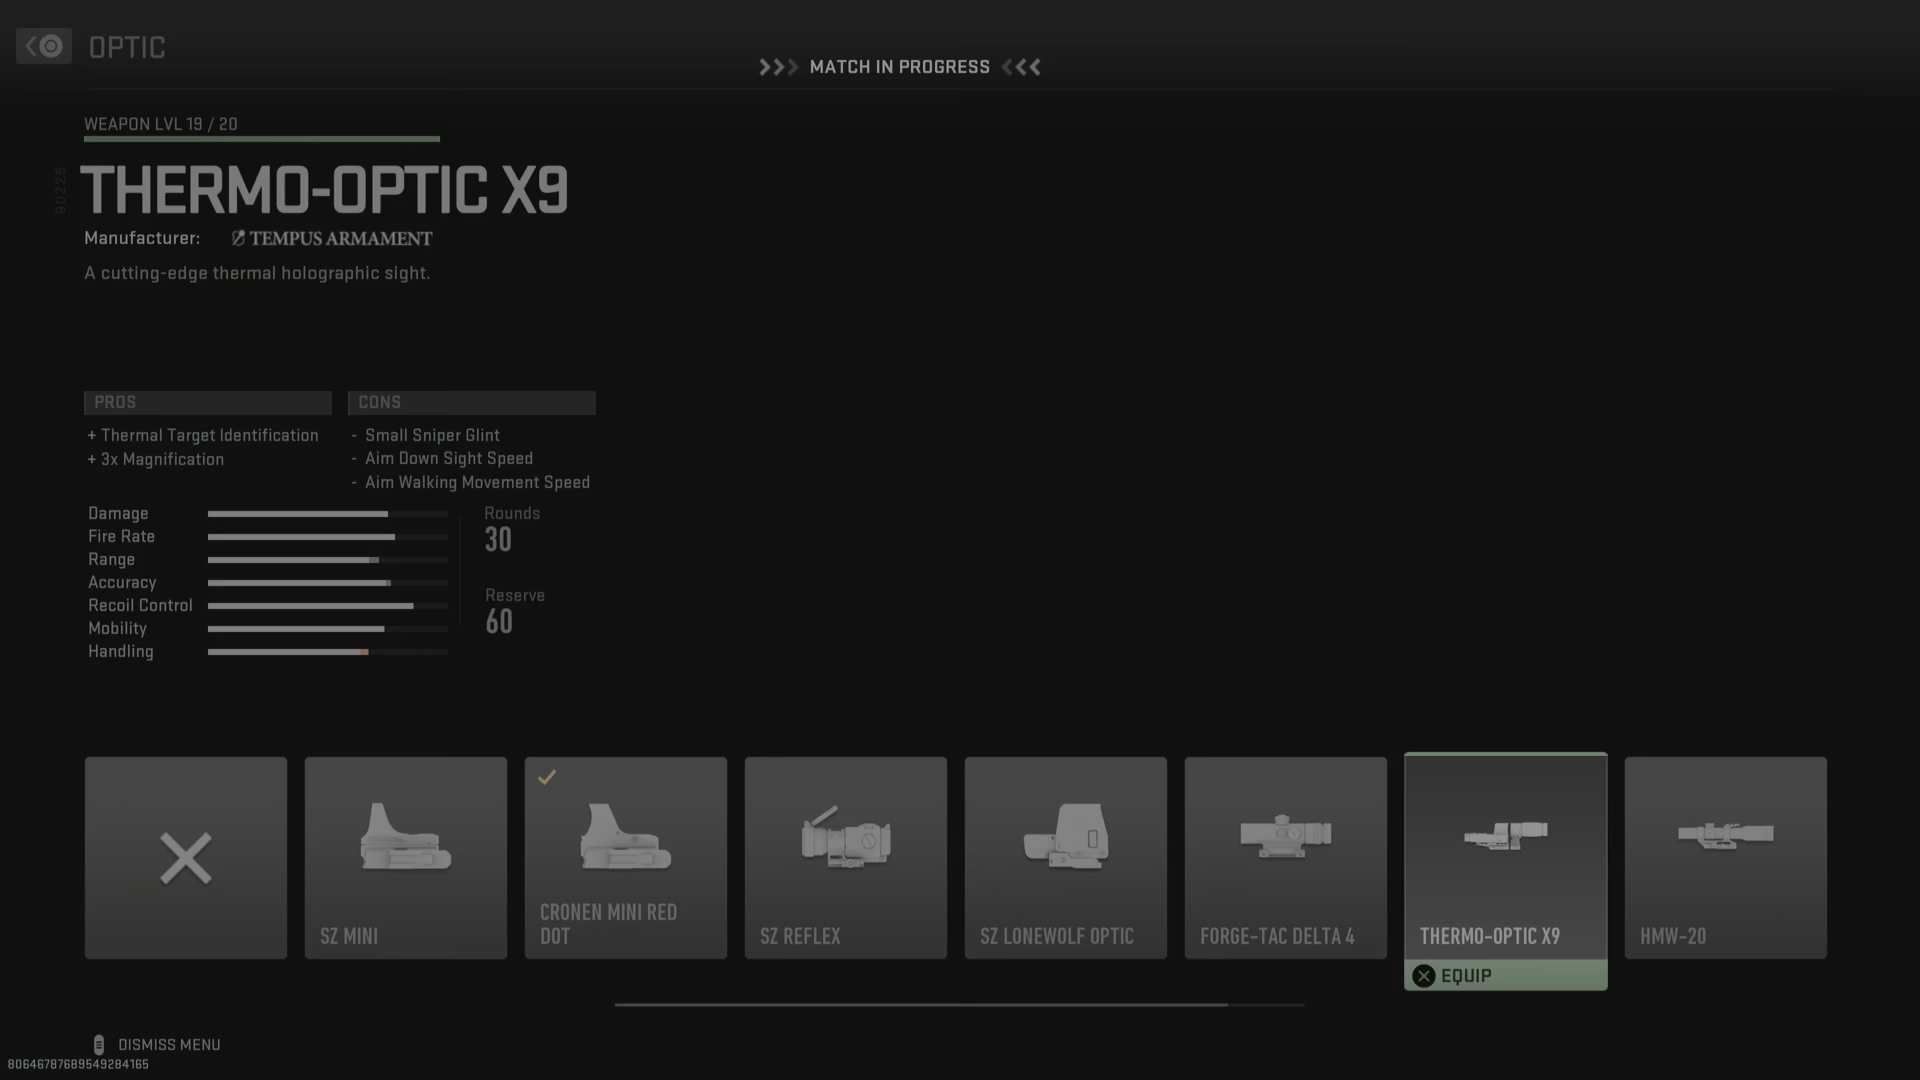 OPTIC
MATCH IN PROGRESS
WEAPON LVL 19 / 20
90225
THERMO-OPTIC X9
Manufacturer: TEMPUS ARMAMENT
A cutting-edge thermal holographic sight.
PROS
+ Thermal Target Identification
+ 3x Magnification
CONS
- Small Sniper Glint
- Aim Down Sight Speed
- Aim Walking Movement Speed
Damage
Fire Rate
Range
Accuracy
Recoil Control
Mobility
Handling
Rounds
30
Reserve
60
SZ MINI
CRONEN MINI RED
DOT
SZ REFLEX
SZ LONEWOLF OPTIC
FORGE-TAC DELTA 4
THERMO-OPTIC X9
EQUIP
HMW-20
DISMISS MENU
80646787689549284165